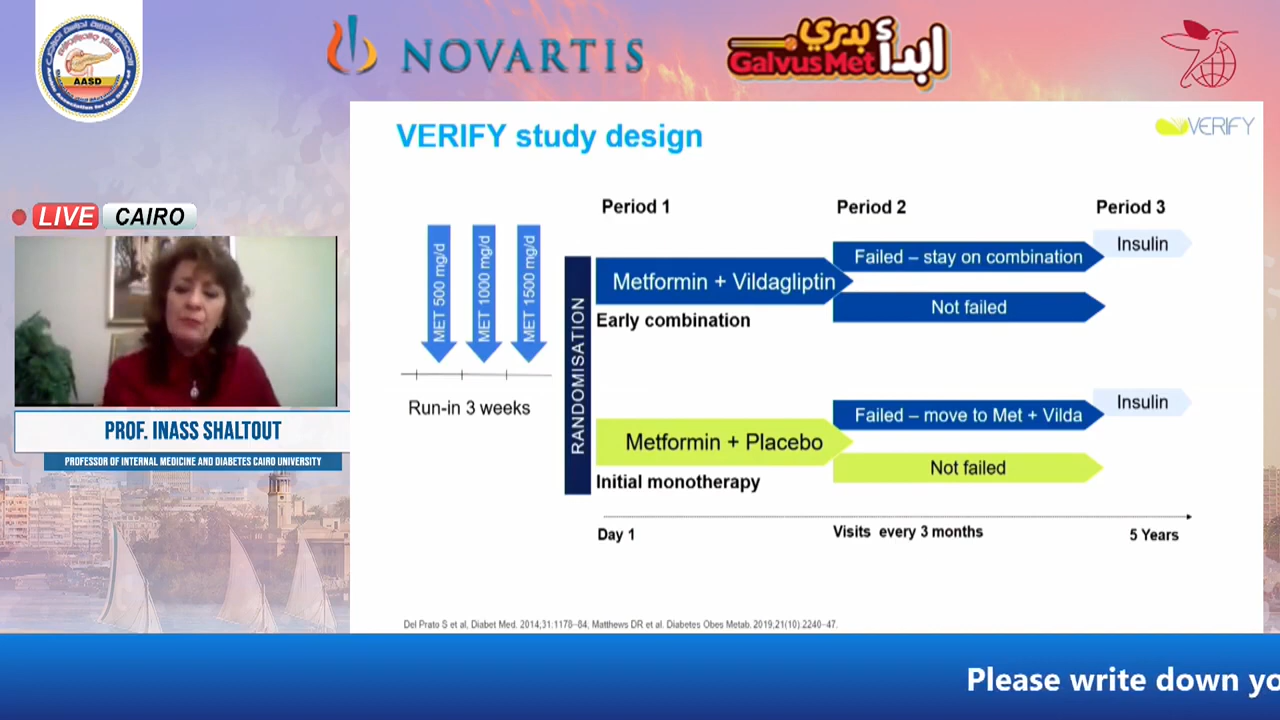 AASD
NOVARTIS
ابدأ بدري
GalvusMet
VERIFY study design
VERIFY
LIVE CAIRO
Period 1
Period 2
Period 3
MET 500 mg/d
MET 1000 mg/d
MET 1500 mg/d
Run-in 3 weeks
RANDOMISATION
Metformin + Vildagliptin
Early combination
Failed – stay on combination
Insulin
Not failed
Metformin + Placebo
Initial monotherapy
Failed – move to Met + Vilda
Insulin
Not failed
Day 1
Visits every 3 months
5 Years
PROF. INASS SHALTOUT
PROFESSOR OF INTERNAL MEDICINE AND DIABETES CAIRO UNIVERSITY
Del Prato S et al, Diabet Med. 2014;31:1178–84; Matthews DR et al. Diabetes Obes Metab. 2019;21(10):2240–47.
Please write down yo